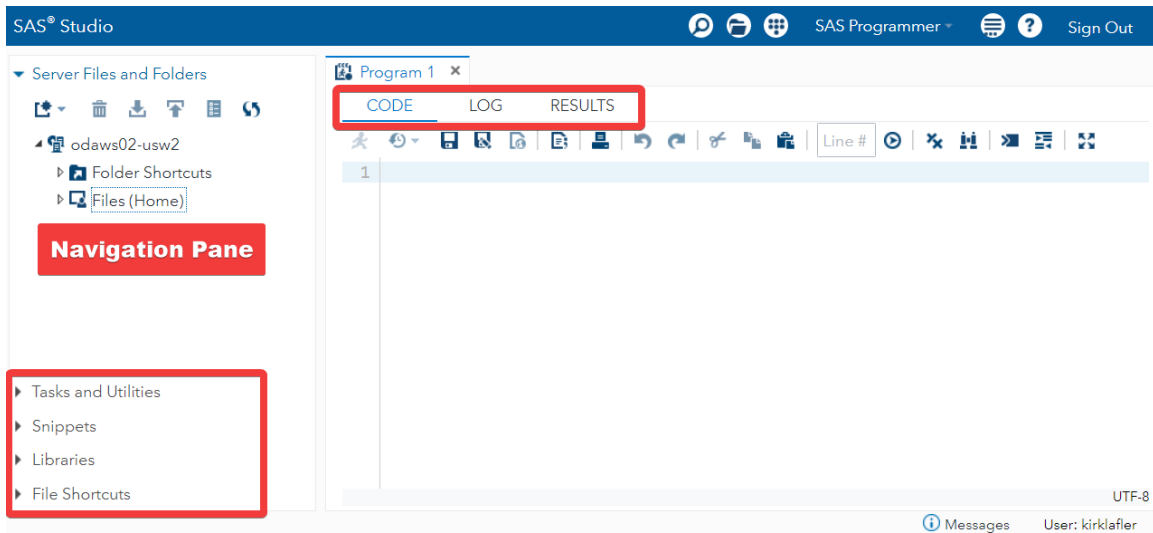 SAS® Studio
SAS Programmer
Sign Out
Server Files and Folders
odaws02-usw2
Folder Shortcuts
Files (Home)
Navigation Pane
Tasks and Utilities
Snippets
Libraries
File Shortcuts
Program 1
CODE LOG RESULTS
Line #
1
UTF-8
Messages
User: kirklafler